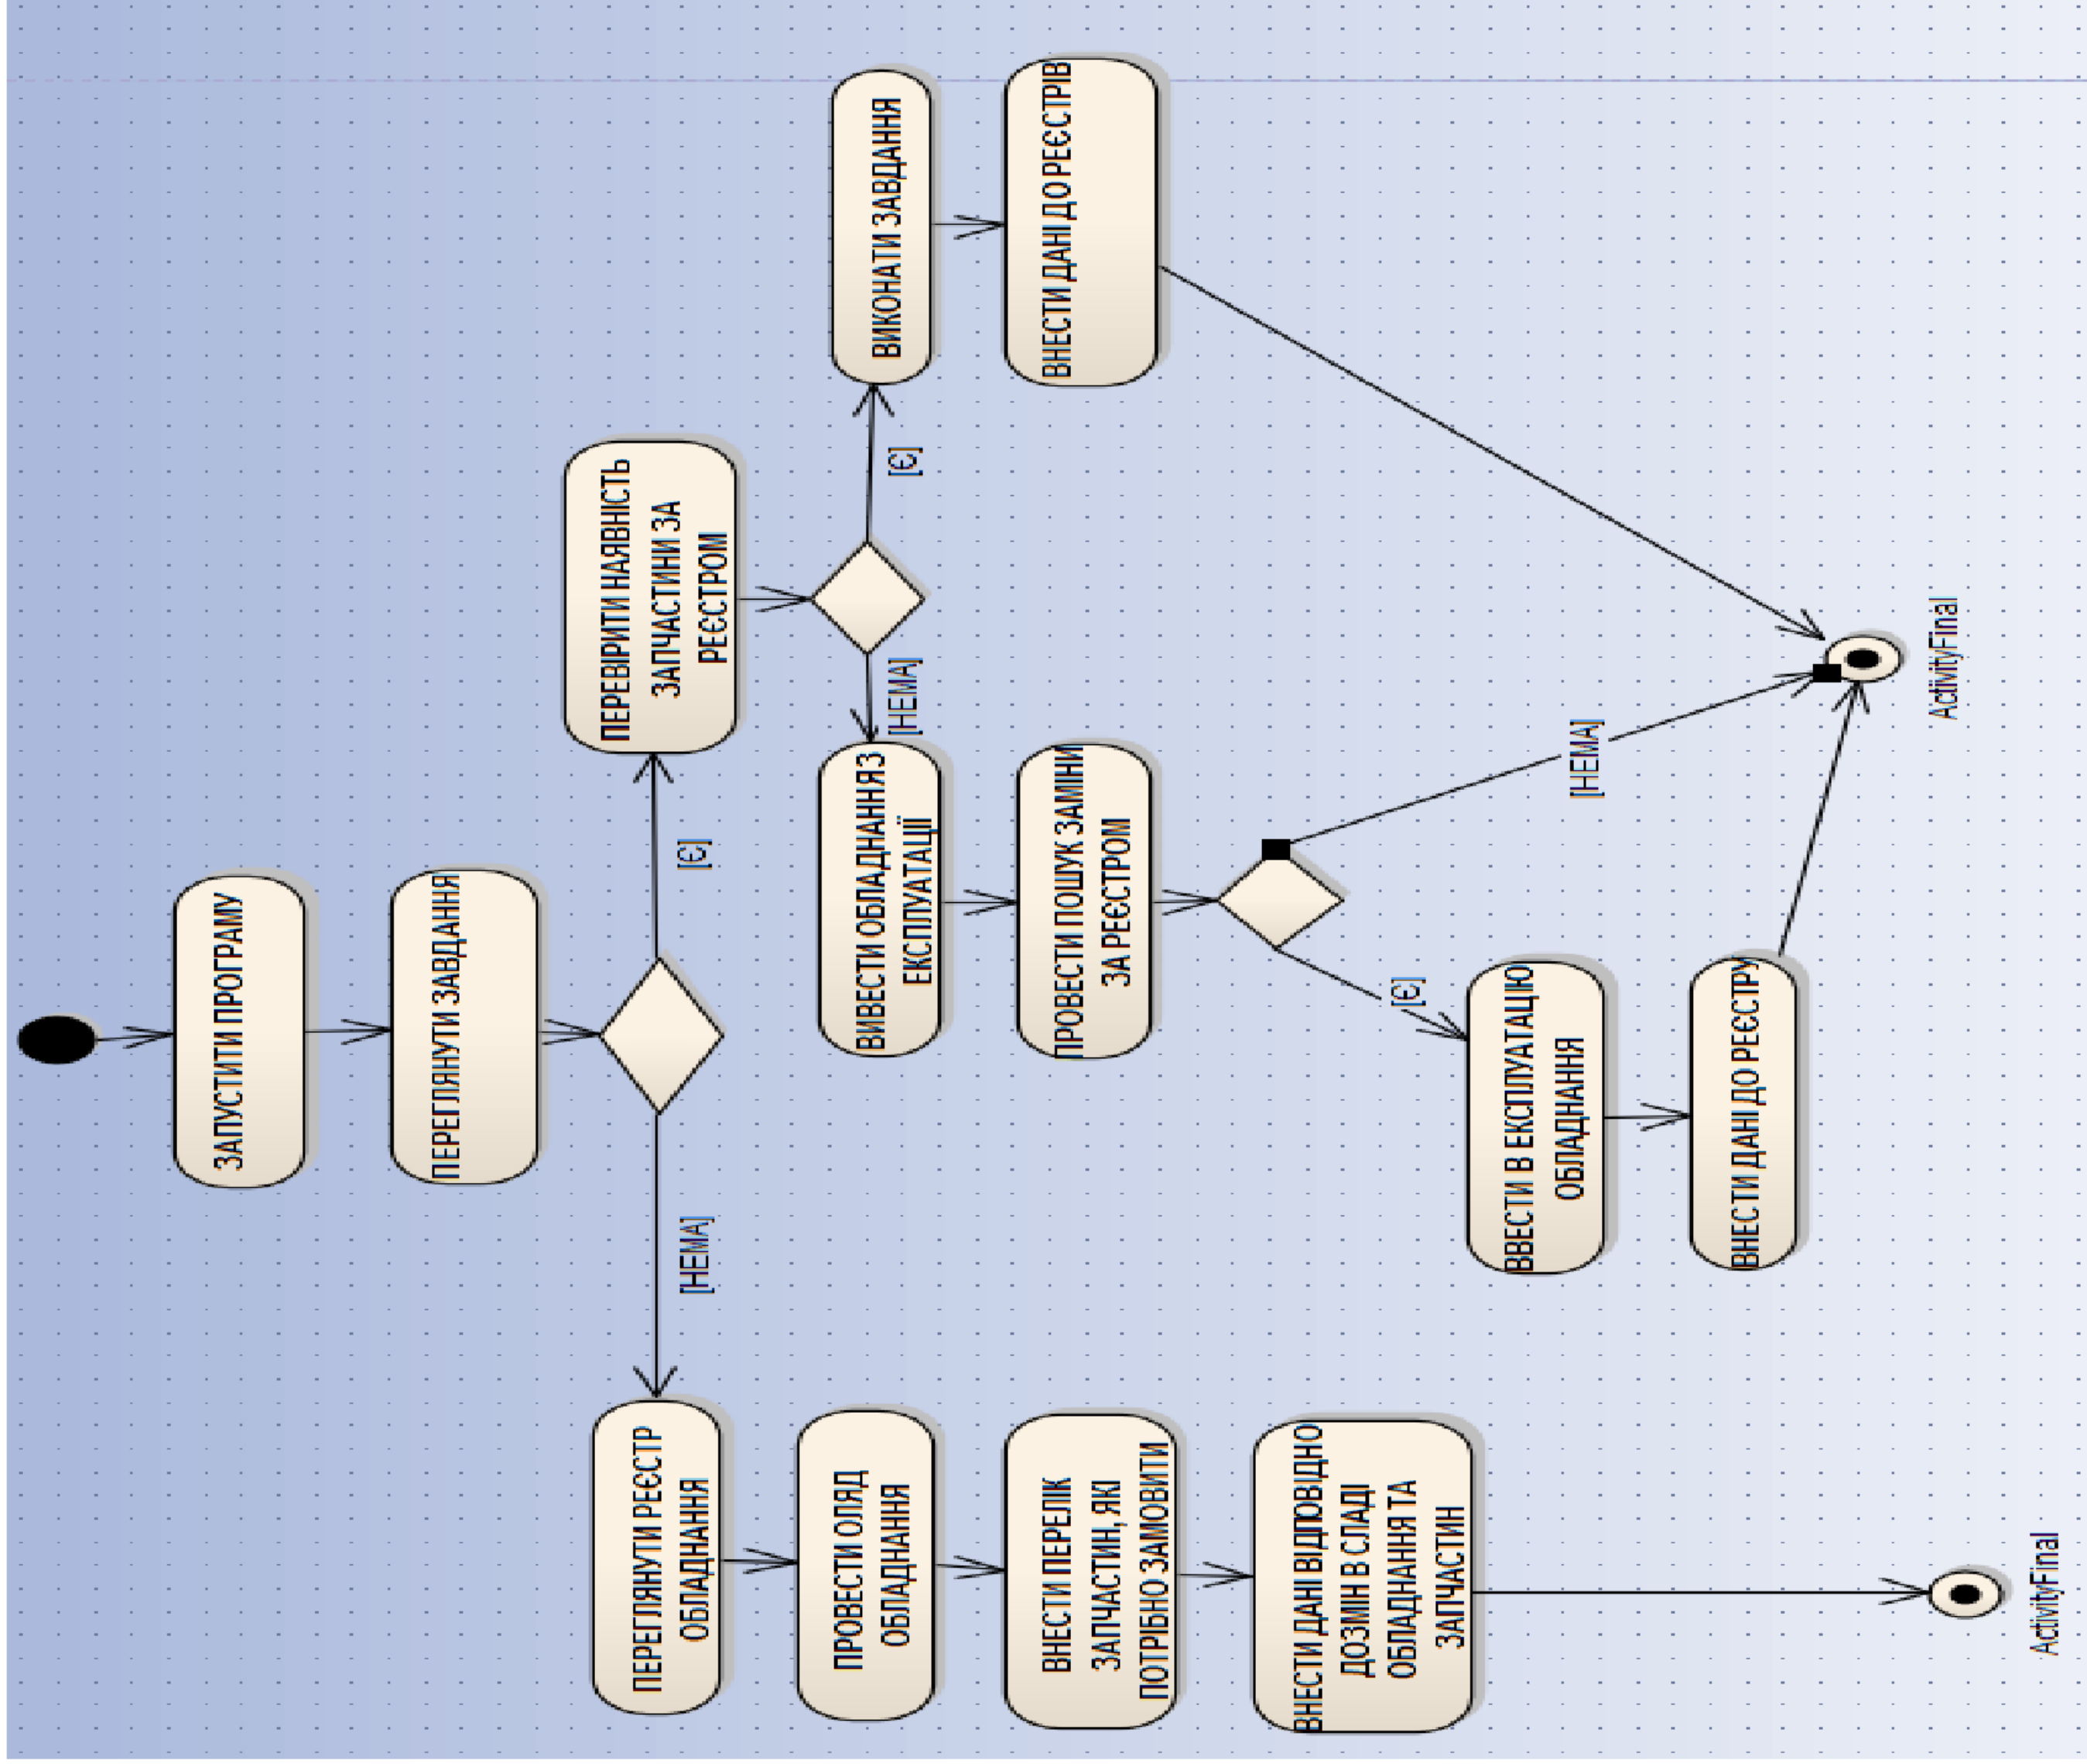 ЗАПУСТИТИ ПРОГРАМУ
ПЕРЕГЛЯНУТИ ЗАВДАННЯ
[НЕМА]
[Є]
ПЕРЕГЛЯНУТИ РЕЄСТР
ОБЛАДНАННЯ
ПРОВЕСТИ ОЛЯД
ОБЛАДНАННЯ
ВНЕСТИ ПЕРЕЛІК
ЗАПЧАСТИН, ЯКІ
ПОТРІБНО ЗАМОВИТИ
ВНЕСТИ ДАНІ ВІДПОВІДНО
ДО ЗМІН В СЛАДІ
ОБЛАДНАННЯ ТА
ЗАПЧАСТИН
ActivityFinal
ПЕРЕВІРИТИ НАЯВНІСТЬ
ЗАПЧАСТИНИ ЗА
РЕЄСТРОМ
[НЕМА]
[Є]
ВИВЕСТИ ОБЛАДНАННЯ З
ЕКСПЛУАТАЦІЇ
ПРОВЕСТИ ПОШУК ЗАМІНИ
ЗА РЕЄСТРОМ
[Є]
[НЕМА]
ВВЕСТИ В ЕКСПЛУАТАЦІЮ
ОБЛАДНАННЯ
ВНЕСТИ ДАНІ ДО РЕЄСТРУ
ВИКОНАТИ ЗАВДАННЯ
ВНЕСТИ ДАНІ ДО РЕЄСТРІВ
ActivityFinal